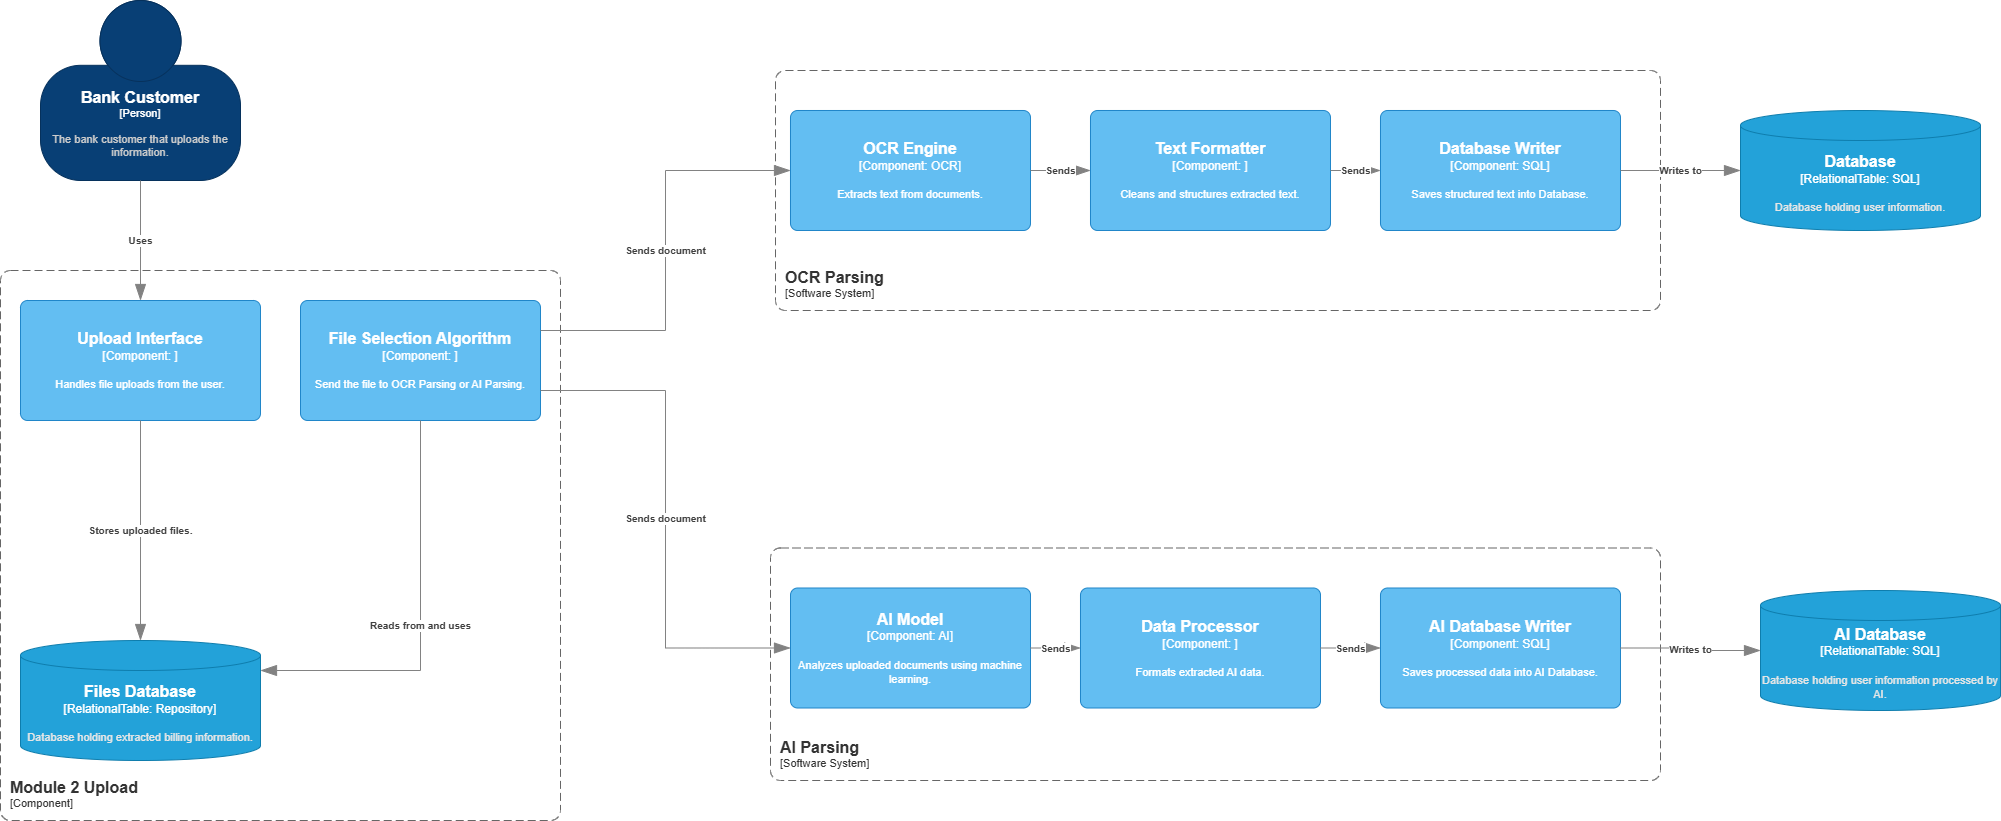 Bank Customer
[Person]
The bank customer that uploads the
information.
Uses
Upload Interface
[Component: ]
Handles file uploads from the user.
File Selection Algorithm
[Component: ]
Send the file to OCR Parsing or AI Parsing.
Stores uploaded files.
Reads from and uses
Files Database
[RelationalTable: Repository]
Database holding extracted billing information.
Module 2 Upload
[Component]
Sends document
Sends document
OCR Engine
[Component: OCR]
Extracts text from documents.
Sends
Text Formatter
[Component: ]
Cleans and structures extracted text.
Sends
Database Writer
[Component: SQL]
Saves structured text into Database.
Writes to
Database
[RelationalTable: SQL]
Database holding user information.
OCR Parsing
[Software System]
AI Model
[Component: AI]
Analyzes uploaded documents using machine
learning.
Sends
Data Processor
[Component: ]
Formats extracted AI data.
Sends
AI Database Writer
[Component: SQL]
Saves processed data into AI Database.
Writes to
AI Database
[RelationalTable: SQL]
Database holding user information processed by
AI.
AI Parsing
[Software System]